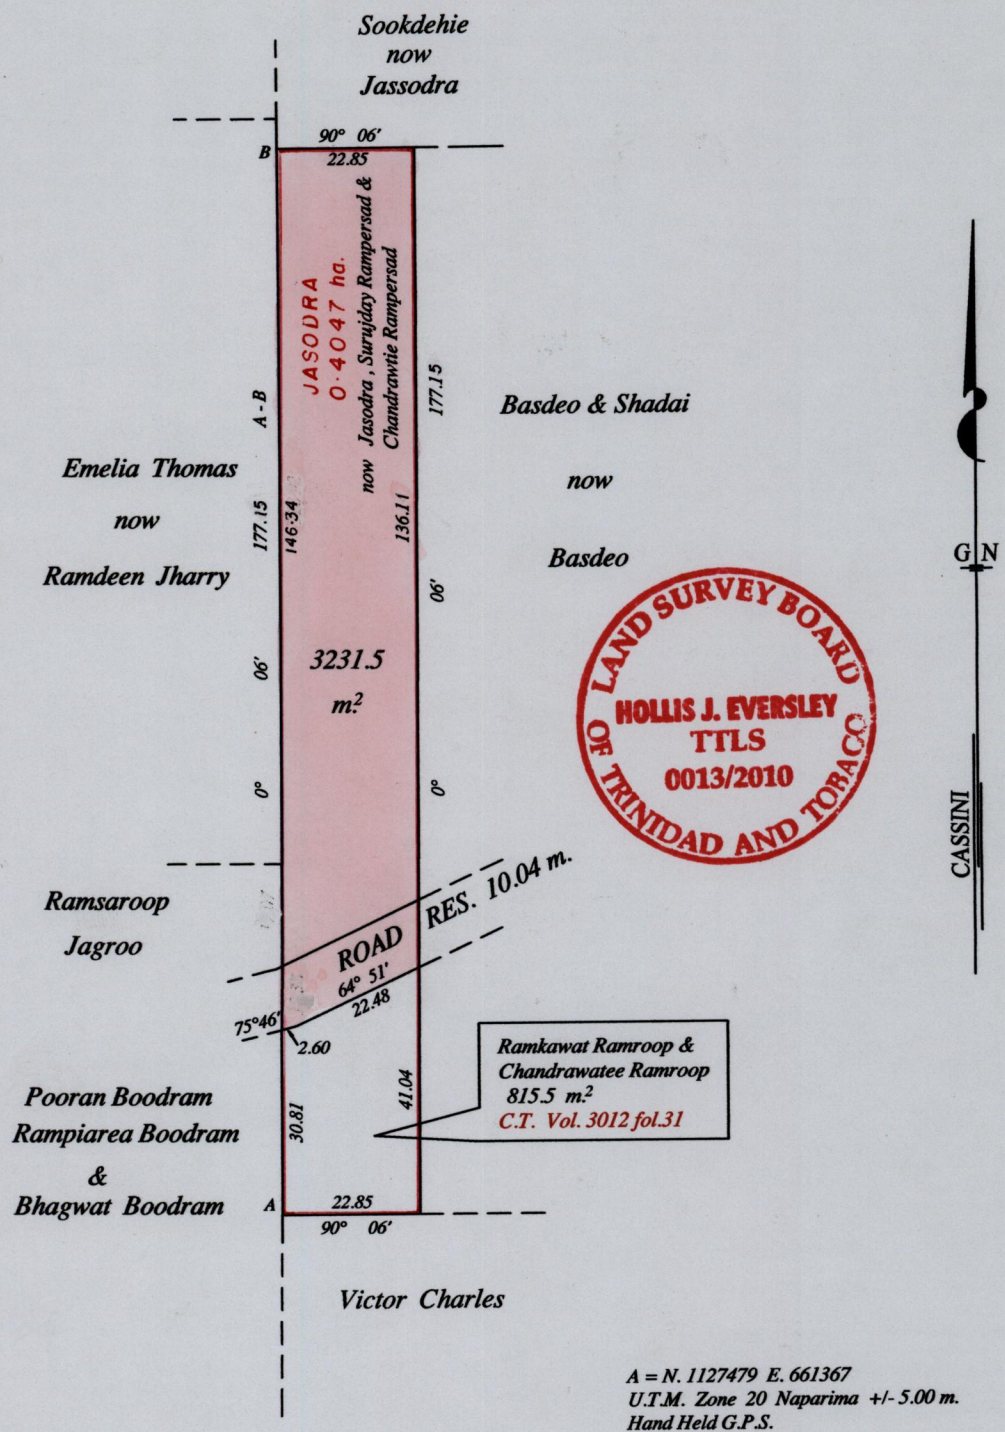 Sookdehie
now
Jassodra
90° 06'
B
22.85
JASODRA
0·4047 ha.
now Jasodra , Surujday Rampersad &
Chandrawtie Rampersad
A - B
177.15
Basdeo & Shadai
now
Basdeo
Emelia Thomas
now
Ramdeen Jharry
177.15
146·34
136.11
06'
06'
3231.5
m.²
0°
0°
G N
CASSINI
LAND SURVEY BOARD
OF TRINIDAD AND TOBACO
HOLLIS J. EVERSLEY
TTLS
0013/2010
Ramsaroop
Jagroo
ROAD RES. 10.04 m.
64° 51'
22.48
75°46'
2.60
Ramkawat Ramroop &
Chandrawatee Ramroop
815.5 m.²
C.T. Vol. 3012 fol.31
Pooran Boodram
Rampiarea Boodram
&
Bhagwat Boodram
30.81
41.04
A
22.85
90° 06'
Victor Charles
A = N. 1127479 E. 661367
U.T.M. Zone 20 Naparima +/- 5.00 m.
Hand Held G.P.S.